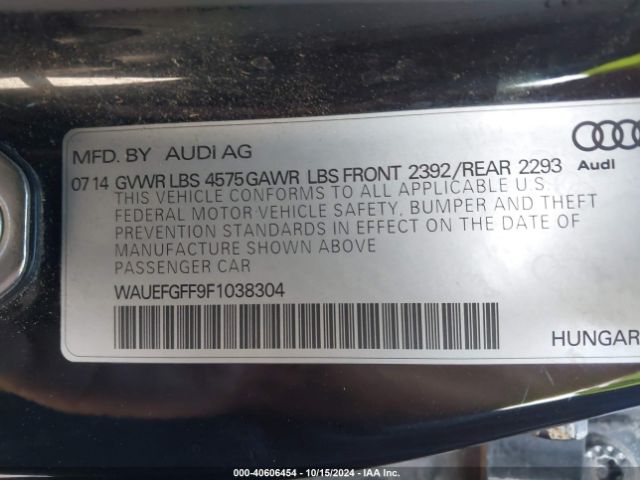 MFD. BY AUDI AG
Audi
0714 GVWR LBS 4575 GAWR LBS FRONT 2392/REAR 2293
THIS VEHICLE CONFORMS TO ALL APPLICABLE U.S.
FEDERAL MOTOR VEHICLE SAFETY, BUMPER AND THEFT
PREVENTION STANDARDS IN EFFECT ON THE DATE OF
MANUFACTURE SHOWN ABOVE
PASSENGER CAR
WAUEFGFF9F1038304
HUNGAR
000-40606454 - 10/15/2024 - IAA Inc.